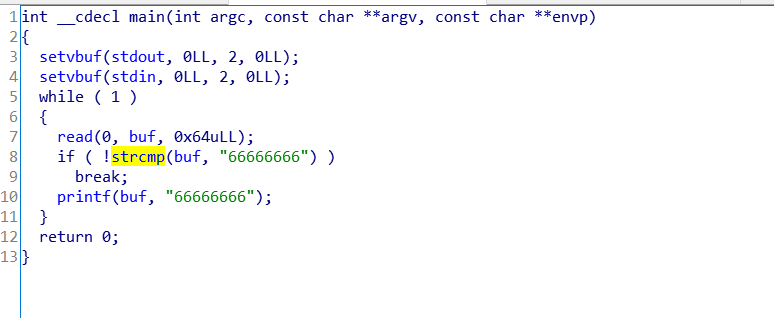 1 int __cdecl main(int argc, const char **argv, const char **envp)
2 {
3   setvbuf(stdout, 0LL, 2, 0LL);
4   setvbuf(stdin, 0LL, 2, 0LL);
5   while ( 1 )
6   {
7     read(0, buf, 0x64uLL);
8     if ( !strcmp(buf, "66666666") )
9       break;
10     printf(buf, "66666666");
11   }
12   return 0;
13 }